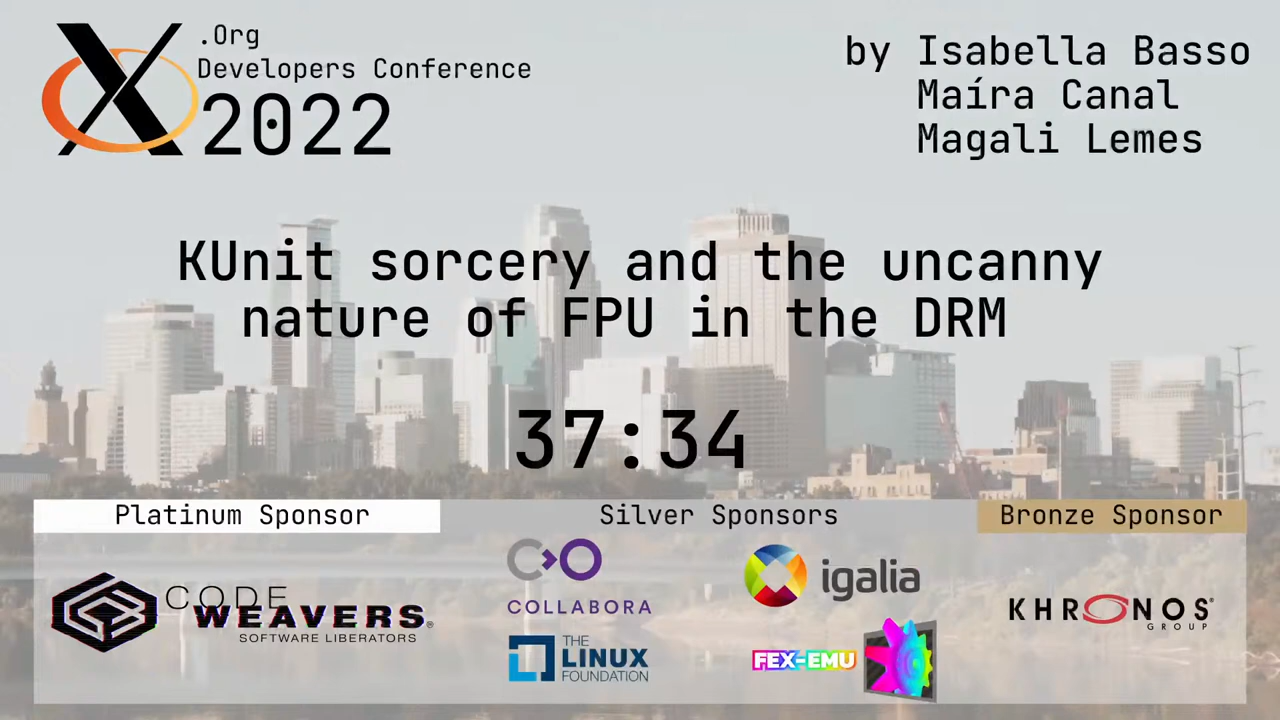 .Org
Developers Conference
2022
by Isabella Basso
Maíra Canal
Magali Lemes
KUnit sorcery and the uncanny
nature of FPU in the DRM
37:34
Platinum Sponsor
Silver Sponsors
Bronze Sponsor
CODE
WEAVERS®
SOFTWARE LIBERATORS
COLLABORA
igalia
THE
LINUX
FOUNDATION
FEX-EMU
KHRONOS®
GROUP